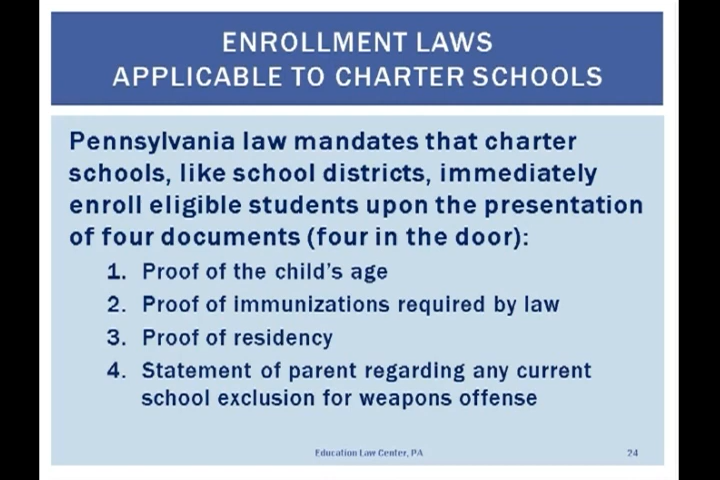 ENROLLMENT LAWS
APPLICABLE TO CHARTER SCHOOLS
Pennsylvania law mandates that charter
schools, like school districts, immediately
enroll eligible students upon the presentation
of four documents (four in the door):
1. Proof of the child's age
2. Proof of immunizations required by law
3. Proof of residency
4. Statement of parent regarding any current
school exclusion for weapons offense
Education Law Center, PA
24